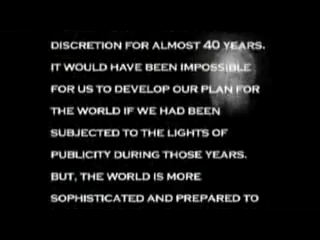 DISCRETION FOR ALMOST 40 YEARS.
IT WOULD HAVE BEEN IMPOSSIBLE
FOR US TO DEVELOP OUR PLAN FOR
THE WORLD IF WE HAD BEEN
SUBJECTED TO THE LIGHTS OF
PUBLICITY DURING THOSE YEARS.
BUT, THE WORLD IS MORE
SOPHISTICATED AND PREPARED TO